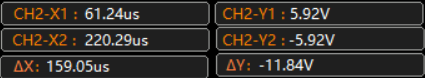 CH2-X1 : 61.24us CH2-Y1 : 5.92V
CH2-X2 : 220.29us CH2-Y2 : -5.92V
ΔX: 159.05us ΔY: -11.84V